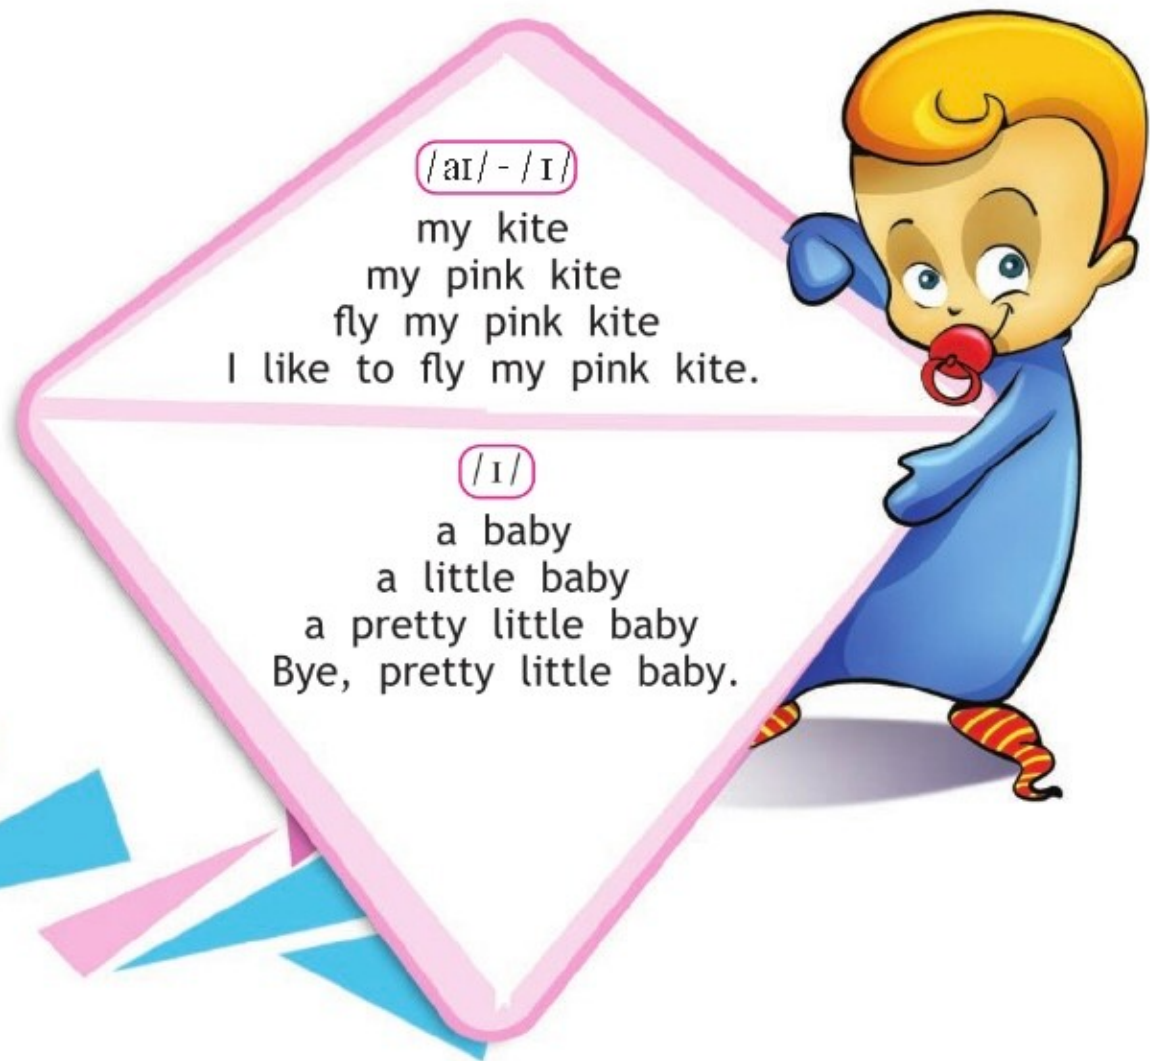 /aɪ/ - /ɪ/
my kite
my pink kite
fly my pink kite
I like to fly my pink kite.
/ɪ/
a baby
a little baby
a pretty little baby
Bye, pretty little baby.